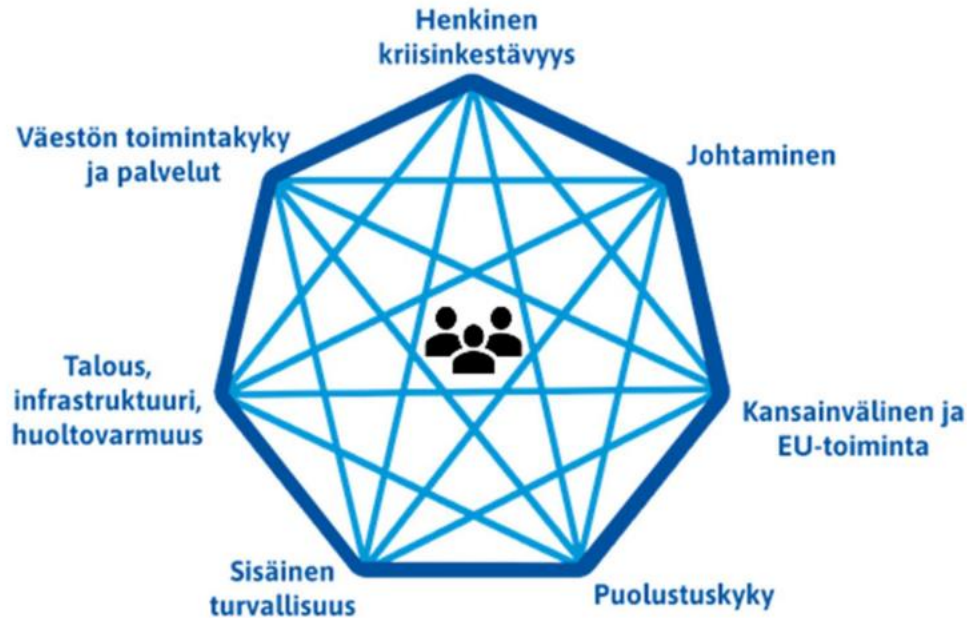 Henkinen
kriisinkestävyys
Väestön toimintakyky
ja palvelut
Johtaminen
Talous,
infrastruktuuri,
huoltovarmuus
Kansainvälinen ja
EU-toiminta
Sisäinen
turvallisuus
Puolustuskyky